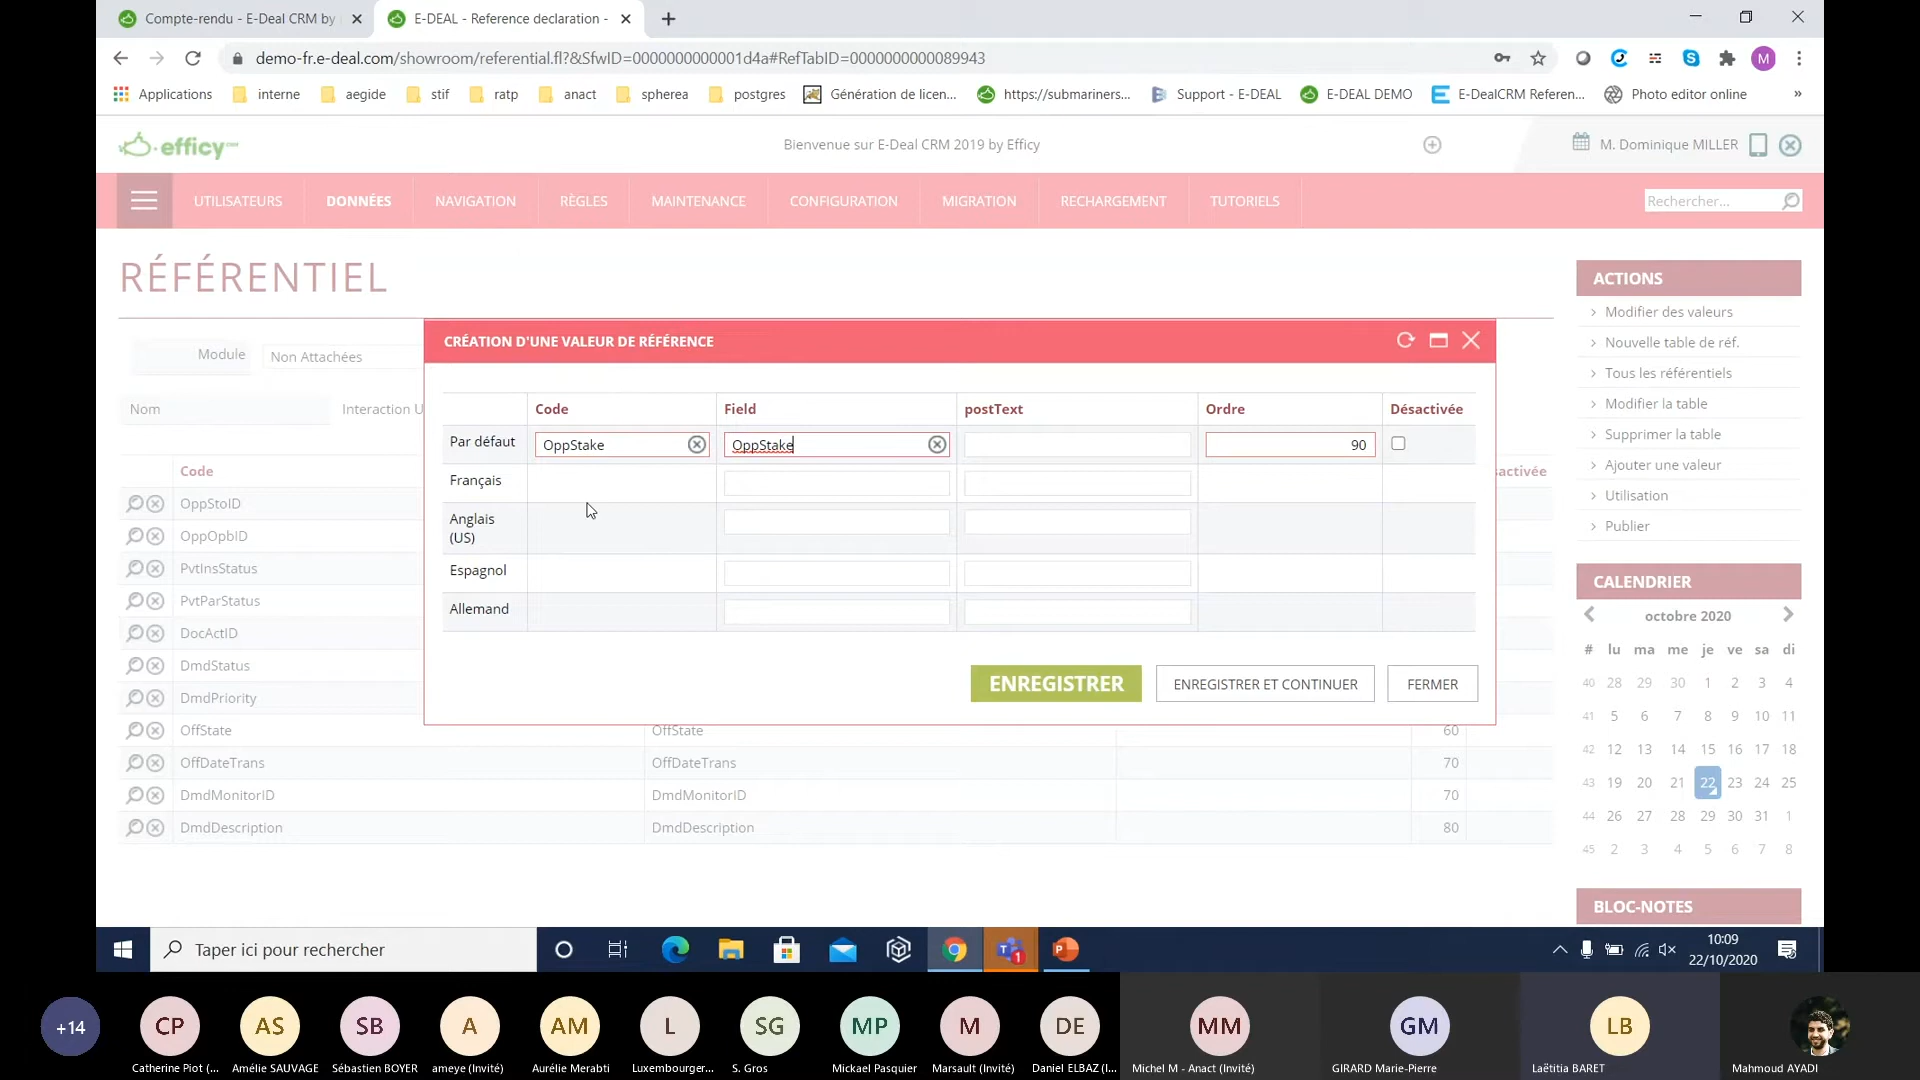 Compte-rendu - E-Deal CRM by
E-DEAL - Reference declaration -
demo-fr.e-deal.com/showroom/referential.fl?&SfwID=0000000000001d4a#RefTabID=0000000000089943
M
Applications
interne
aegide
stif
ratp
anact
spherea
postgres
Génération de licen...
https://submariners...
Support - E-DEAL
E-DEAL DEMO
E-DealCRM Referen...
Photo editor online
»
efficy
Bienvenue sur E-Deal CRM 2019 by Efficy
M. Dominique MILLER
UTILISATEURS
DONNÉES
NAVIGATION
RÈGLES
MAINTENANCE
CONFIGURATION
MIGRATION
RECHARGEMENT
TUTORIELS
Rechercher...
RÉFÉRENTIEL
Module
Non Attachées
Nom
Interaction U
Code
sactivée
OppStoID
OppOpbID
PvtInsStatus
PvtParStatus
DocActID
DmdStatus
DmdPriority
OffState OffState 60
OffDateTrans OffDateTrans 70
DmdMonitorID DmdMonitorID 70
DmdDescription DmdDescription 80
CRÉATION D'UNE VALEUR DE RÉFÉRENCE
Code Field postText Ordre Désactivée
Par défaut OppStake OppStake 90
Français
Anglais
(US)
Espagnol
Allemand
ENREGISTRER
ENREGISTRER ET CONTINUER
FERMER
ACTIONS
Modifier des valeurs
Nouvelle table de réf.
Tous les référentiels
Modifier la table
Supprimer la table
Ajouter une valeur
Utilisation
Publier
CALENDRIER
octobre 2020
# lu ma me je ve sa di
40 28 29 30 1 2 3 4
41 5 6 7 8 9 10 11
42 12 13 14 15 16 17 18
43 19 20 21 22 23 24 25
44 26 27 28 29 30 31 1
45 2 3 4 5 6 7 8
BLOC-NOTES
Taper ici pour rechercher
1
10:09
22/10/2020
+14
CP
AS
SB
A
AM
L
SG
MP
M
DE
MM
GM
LB
Catherine Piot (...
Amélie SAUVAGE
Sébastien BOYER
ameye (Invité)
Aurélie Merabti
Luxembourger...
S. Gros
Mickael Pasquier
Marsault (Invité)
Daniel ELBAZ (I...
Michel M - Anact (Invité)
GIRARD Marie-Pierre
Laëtitia BARET
Mahmoud AYADI